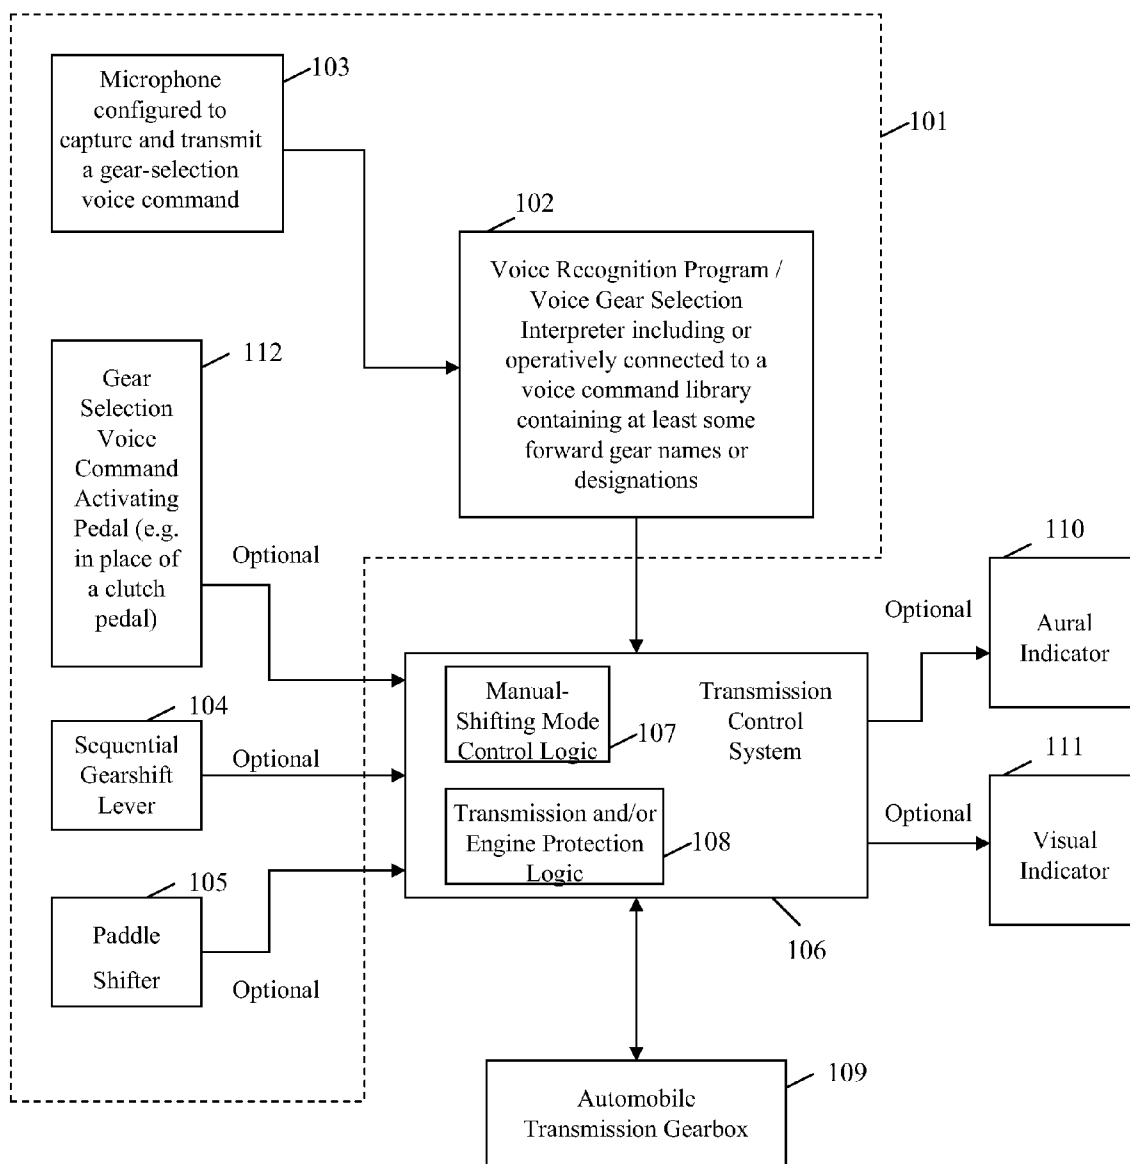 103
Microphone
configured to
capture and transmit
a gear-selection
voice command
101
102
Voice Recognition Program /
Voice Gear Selection
Interpreter including or
operatively connected to a
voice command library
containing at least some
forward gear names or
designations
112
Gear
Selection
Voice
Command
Activating
Pedal (e.g.
in place of
a clutch
pedal)
Optional
110
Optional
Aural
Indicator
104
Sequential
Gearshift
Lever
Optional
Manual-
Shifting Mode
Control Logic
107
Transmission
Control
System
111
Optional
Visual
Indicator
Transmission and/or
Engine Protection
Logic
108
105
Paddle
Shifter
Optional
106
109
Automobile
Transmission Gearbox